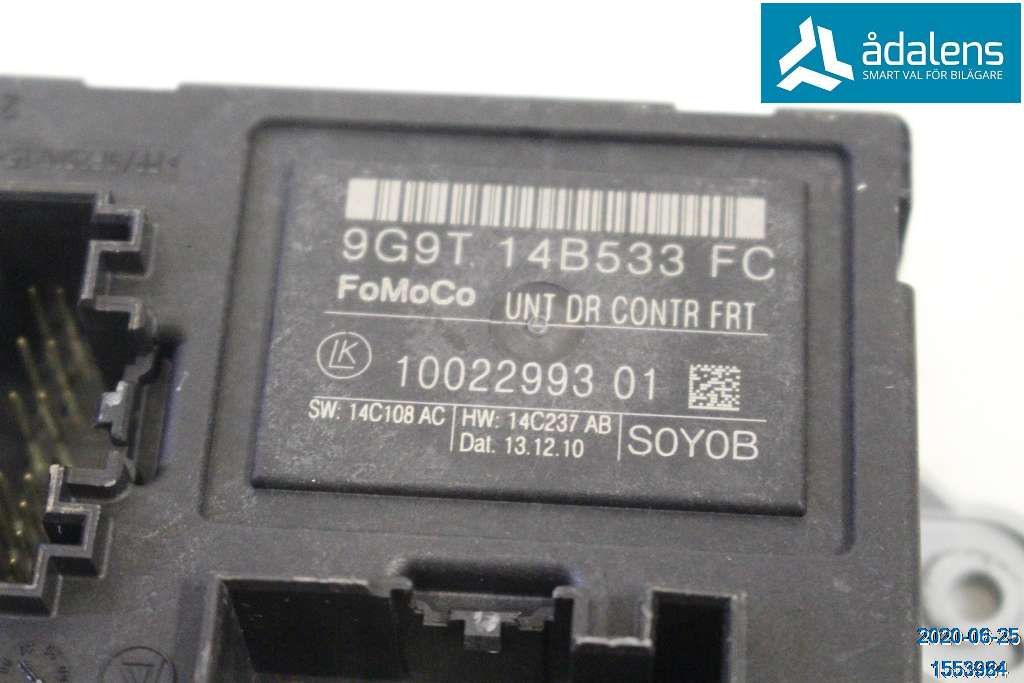 ådalens
SMART VAL FÖR BILÄGARE
9G9T 14B533 FC
FoMoCo UNT DR CONTR FRT
LK 10022993 01
SW: 14C108 AC HW: 14C237 AB
Dat. 13.12.10 S0Y0B
2020-06-25
1553984